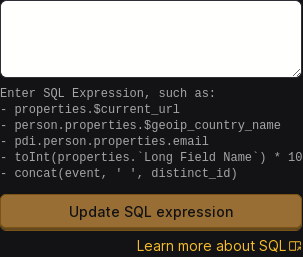 Enter SQL Expression, such as:
- properties.$current_url
- person.properties.$geoip_country_name
- pdi.person.properties.email
- toInt(properties.`Long Field Name`) * 10
- concat(event, ' ', distinct_id)
Update SQL expression
Learn more about SQL